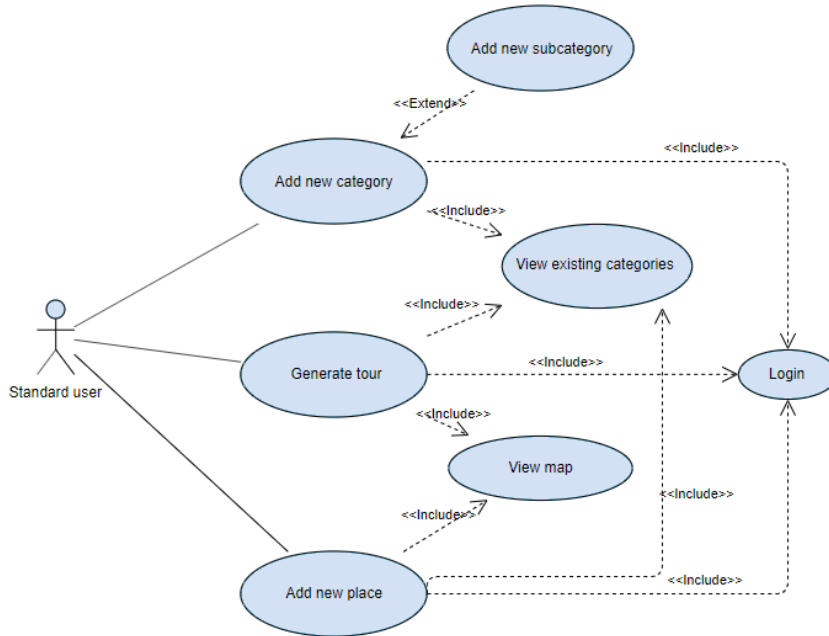 Add new subcategory
<<Extend>>
Add new category
<<Include>>
<<Include>>
View existing categories
<<Include>>
Standard user
Generate tour
<<Include>>
Login
<<Include>>
View map
<<Include>>
<<Include>>
Add new place
<<Include>>